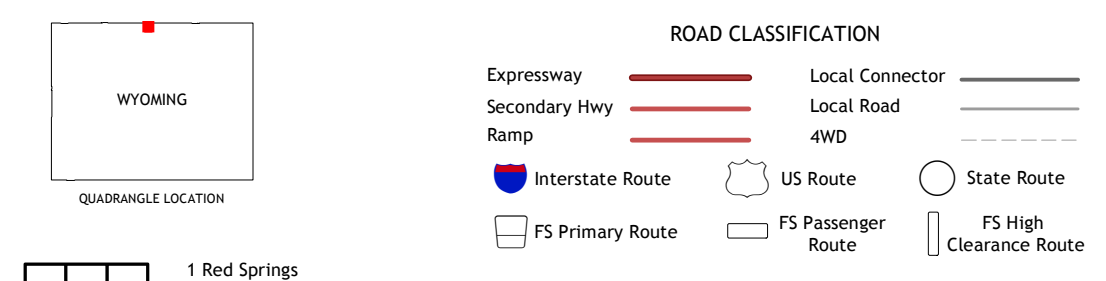 WYOMING
QUADRANGLE LOCATION
1 Red Springs
ROAD CLASSIFICATION
Expressway
Local Connector
Secondary Hwy
Local Road
Ramp
4WD
Interstate Route
US Route
State Route
FS Primary Route
FS Passenger
Route
FS High
Clearance Route